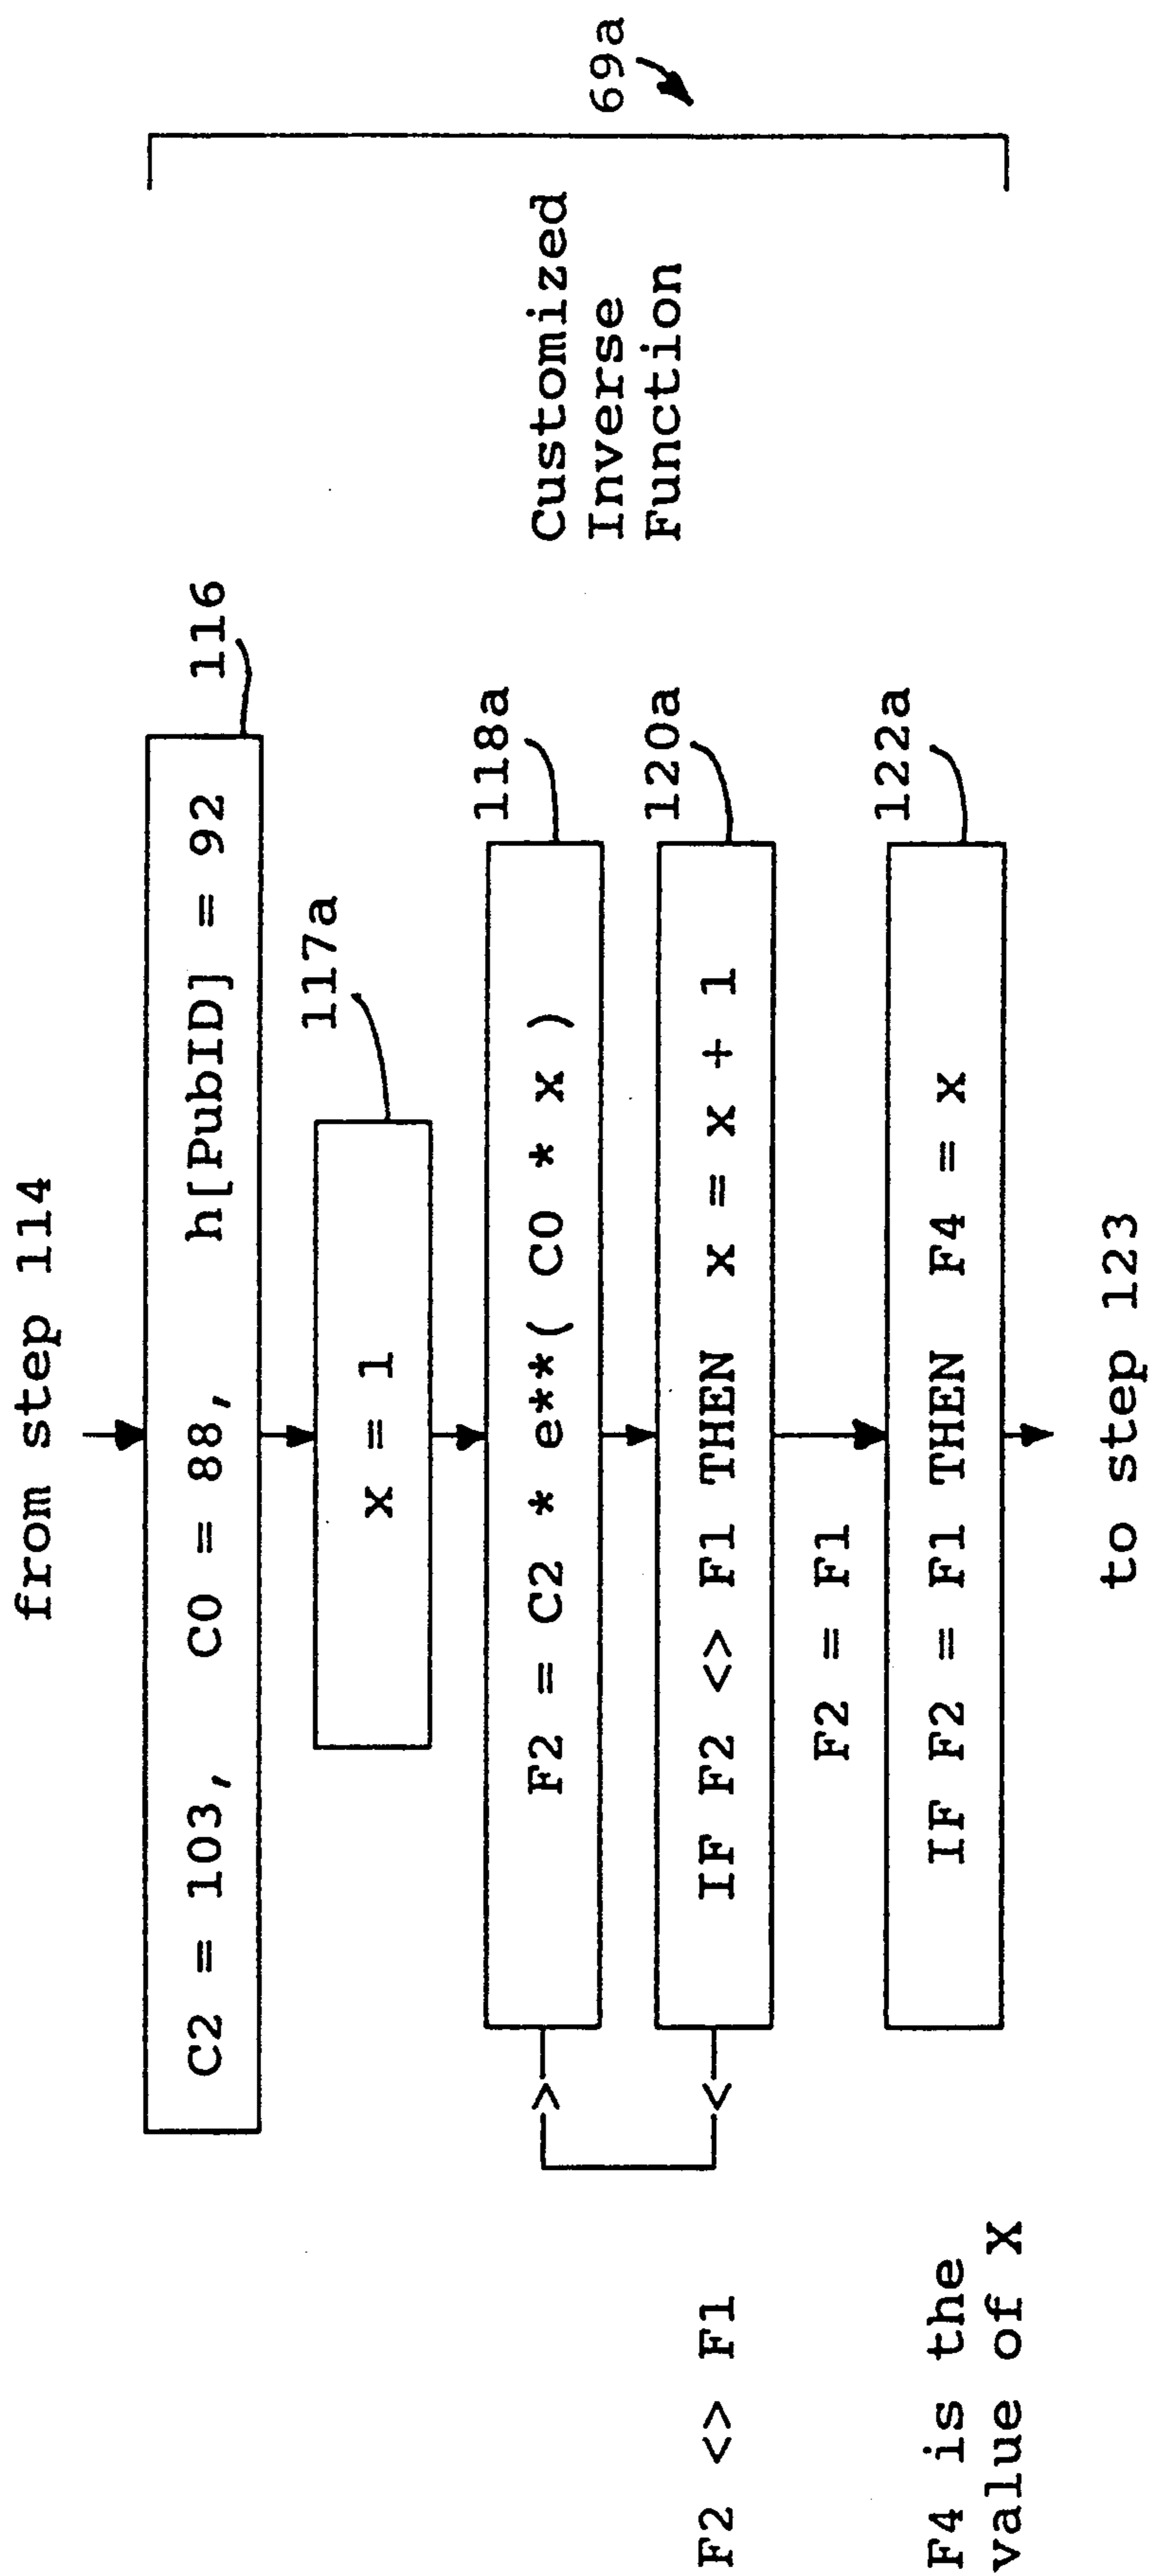 from step 114
C2 = 103, C0 = 88, h[PubID] = 92
116
x = 1
117a
F2 = C2 * e**( C0 * x )
118a
>
F2 <> F1
<
IF F2 <> F1 THEN x = x + 1
120a
F2 = F1
F4 is the
value of X
IF F2 = F1 THEN F4 = x
122a
to step 123
Customized
Inverse
Function
69a